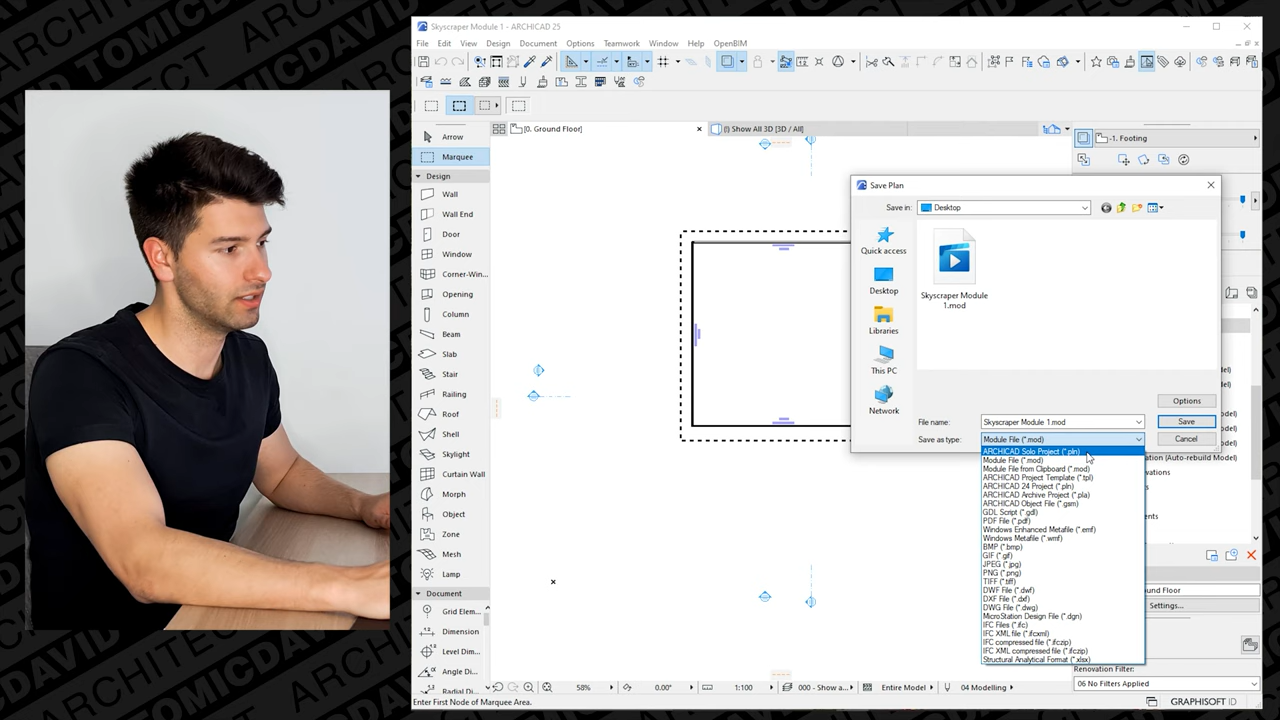 Skyscraper Module 1 - ARCHICAD 25
File Edit View Design Document Options Teamwork Window Help OpenBIM
[0. Ground Floor]
(!) Show All 3D [3D / All]
-1. Footing
Arrow
Marquee
Design
Wall
Wall End
Door
Window
Corner-Win...
Opening
Column
Beam
Slab
Stair
Railing
Roof
Shell
Skylight
Curtain Wall
Morph
Object
Zone
Mesh
Lamp
Document
Grid Elem...
Dimension
Level Dim...
Angle Di...
Radial Di...
Save Plan
Save in:
Desktop
Quick access
Desktop
Libraries
This PC
Network
Skyscraper Module
1.mod
Options
File name:
Skyscraper Module 1.mod
Save
Save as type:
Module File (*.mod)
Cancel
ARCHICAD Solo Project (*.pln)
Module File (*.mod)
Module File from Clipboard (*.mod)
ARCHICAD Project Template (*.tpl)
ARCHICAD 24 Project (*.pln)
ARCHICAD Archive Project (*.pla)
ARCHICAD Object File (*.gsm)
GDL Script (*.gdl)
PDF File (*.pdf)
Windows Enhanced Metafile (*.emf)
Windows Metafile (*.wmf)
BMP (*.bmp)
GIF (*.gif)
JPEG (*.jpg)
PNG (*.png)
TIFF (*.tiff)
DWF File (*.dwf)
DXF File (*.dxf)
DWG File (*.dwg)
MicroStation Design File (*.dgn)
IFC Files (*.ifc)
IFC XML file (*.ifcxml)
IFC compressed file (*.ifczip)
IFC XML compressed file (*.ifczip)
Structural Analytical Format (*.xlsx)
(Auto-rebuild Model)
Settings...
Renovation Filter:
06 No Filters Applied
58%
0.00°
1:100
000 - Show a...
Entire Model
04 Modelling
Enter First Node of Marquee Area.
GRAPHISOFT ID